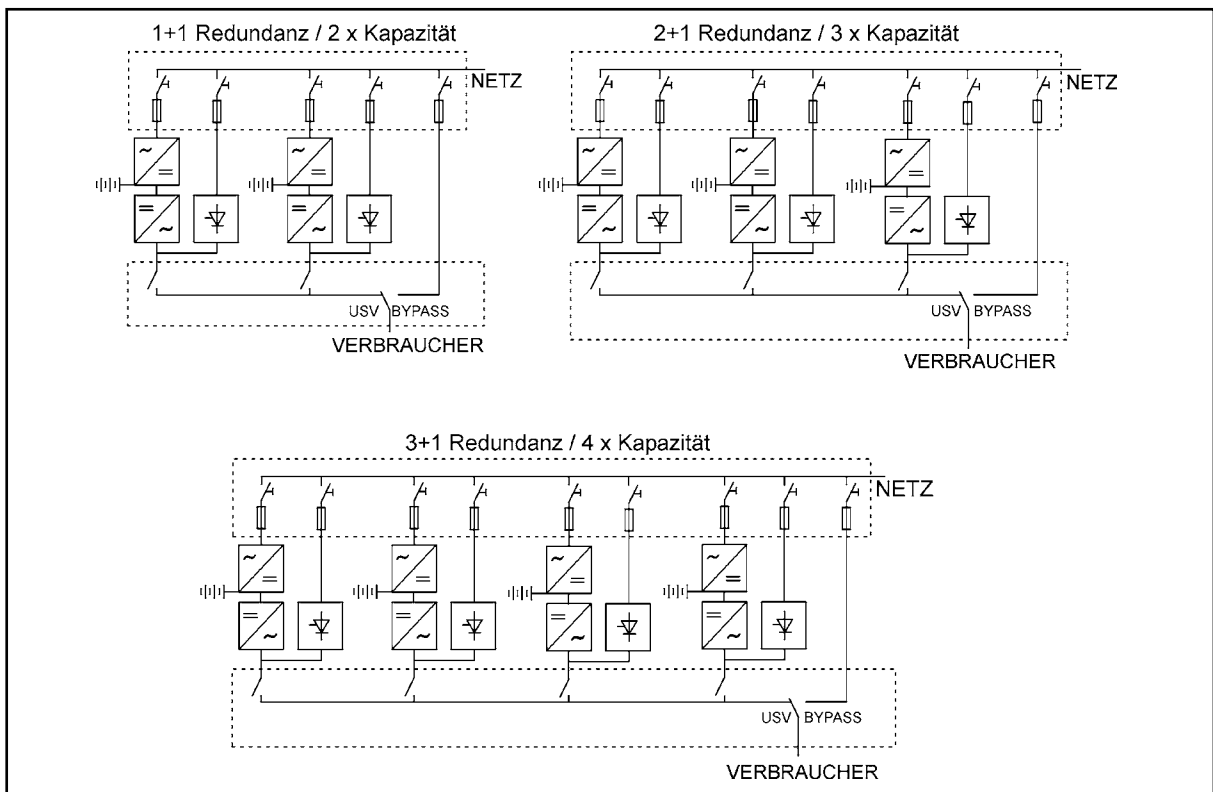 1+1 Redundanz / 2 x Kapazität
NETZ
USV BYPASS
VERBRAUCHER
2+1 Redundanz / 3 x Kapazität
NETZ
USV BYPASS
VERBRAUCHER
3+1 Redundanz / 4 x Kapazität
NETZ
USV BYPASS
VERBRAUCHER